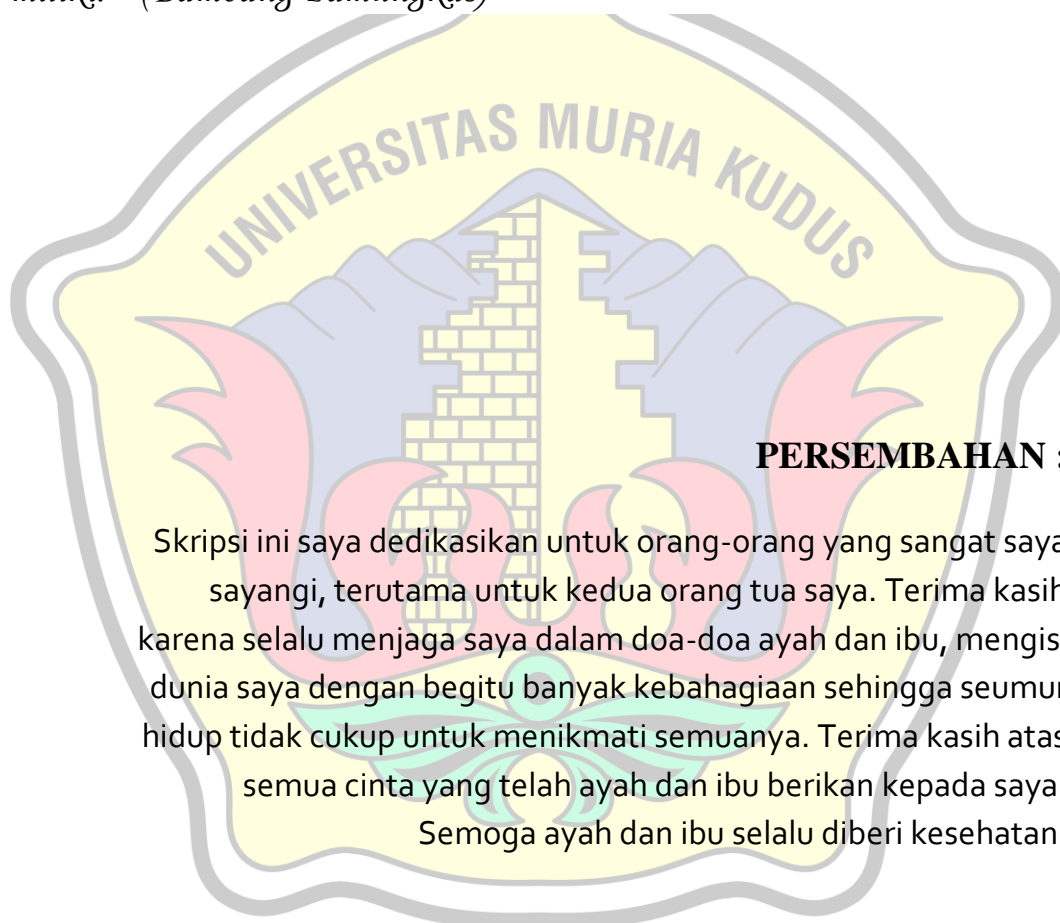 (Bambang Pamungkas)
UNIVERSITAS MURIA KUDUS
PERSEMBAHAN :
Skripsi ini saya dedikasikan untuk orang-orang yang sangat saya
sayangi, terutama untuk kedua orang tua saya. Terima kasih
karena selalu menjaga saya dalam doa-doa ayah dan ibu, mengis
dunia saya dengan begitu banyak kebahagiaan sehingga seumur
hidup tidak cukup untuk menikmati semuanya. Terima kasih atas
semua cinta yang telah ayah dan ibu berikan kepada saya
Semoga ayah dan ibu selalu diberi kesehatan